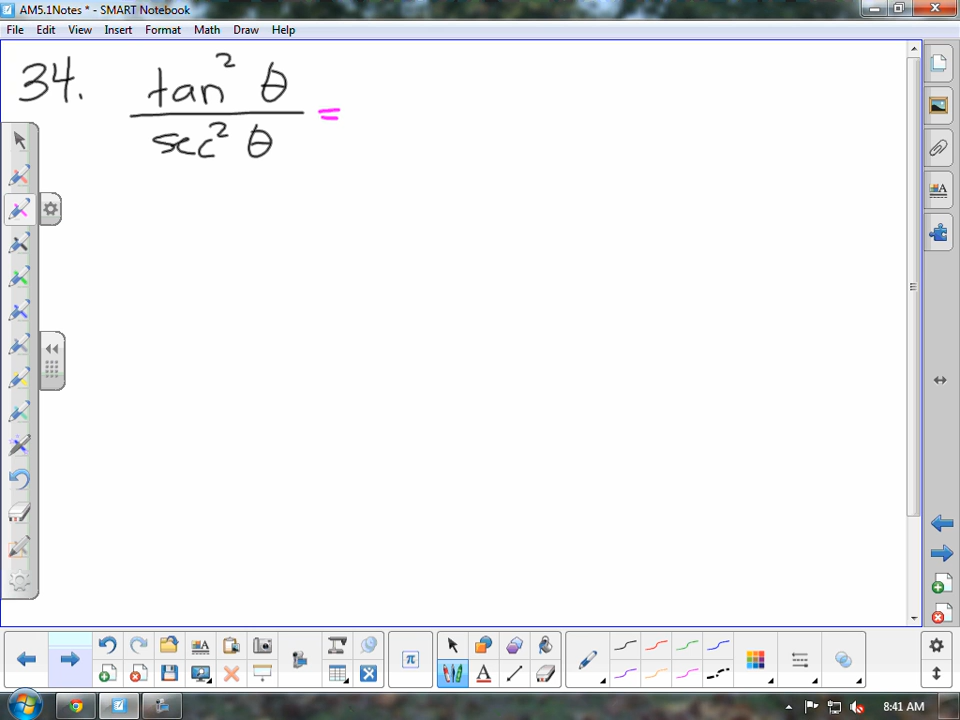 AM5.1Notes * - SMART Notebook
File Edit View Insert Format Math Draw Help
34. tan² θ
=
sec² θ
π
A
8:41 AM